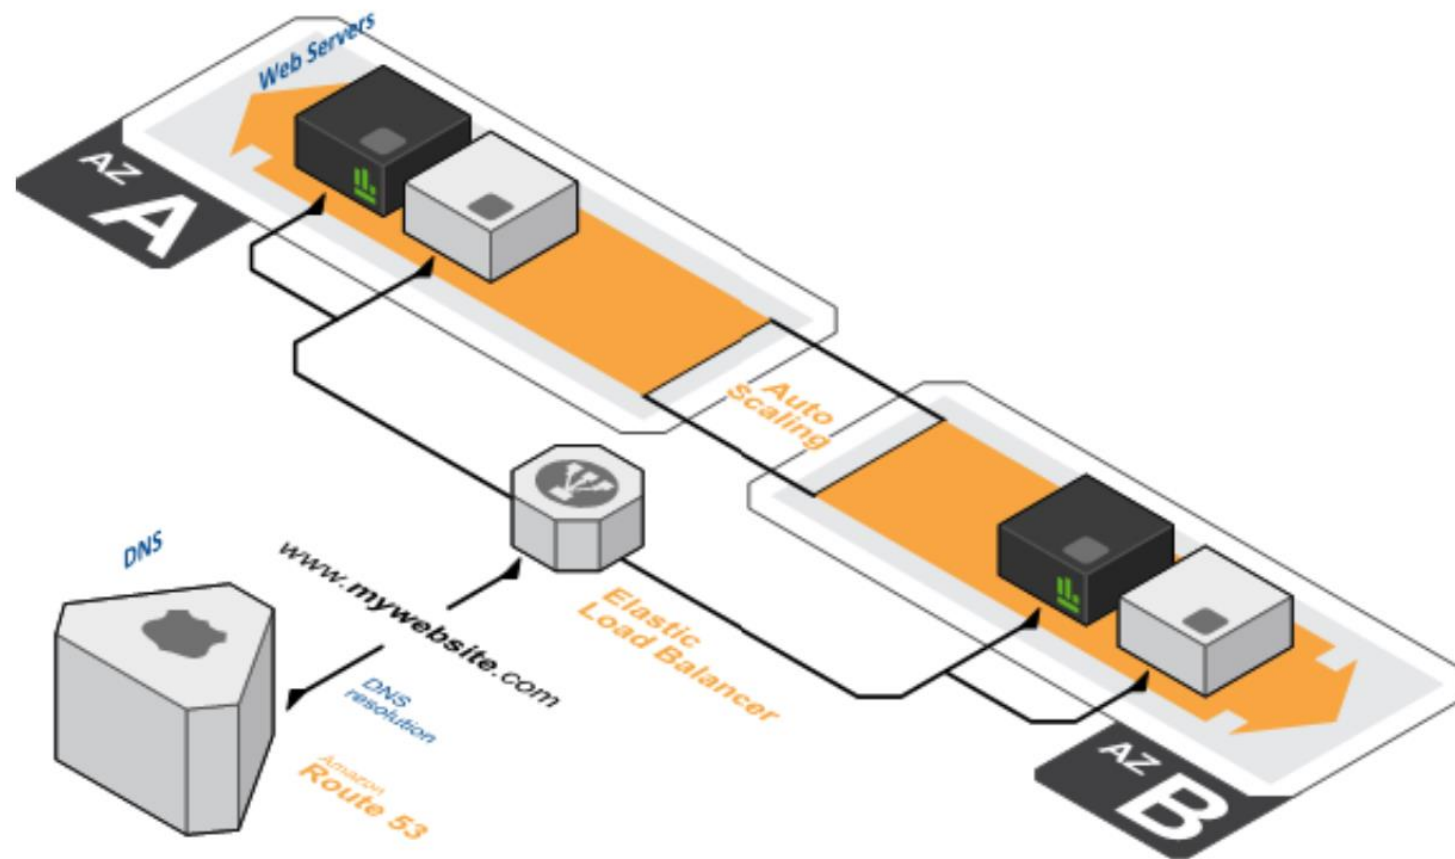 Web Servers
AZ
A
Auto
scaling
DNS
www.mywebsite.com
Elastic
Load Balancer
DNS
resolution
Amazon
Route 53
AZ
B